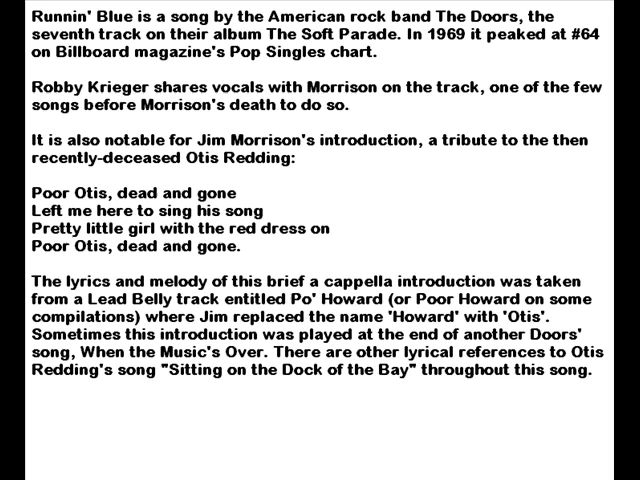 Runnin' Blue is a song by the American rock band The Doors, the
seventh track on their album The Soft Parade. In 1969 it peaked at #64
on Billboard magazine's Pop Singles chart.
Robby Krieger shares vocals with Morrison on the track, one of the few
songs before Morrison's death to do so.
It is also notable for Jim Morrison's introduction, a tribute to the then
recently-deceased Otis Redding:
Poor Otis, dead and gone
Left me here to sing his song
Pretty little girl with the red dress on
Poor Otis, dead and gone.
The lyrics and melody of this brief a cappella introduction was taken
from a Lead Belly track entitled Po' Howard (or Poor Howard on some
compilations) where Jim replaced the name 'Howard' with 'Otis'.
Sometimes this introduction was played at the end of another Doors'
song, When the Music's Over. There are other lyrical references to Otis
Redding's song "Sitting on the Dock of the Bay" throughout this song.